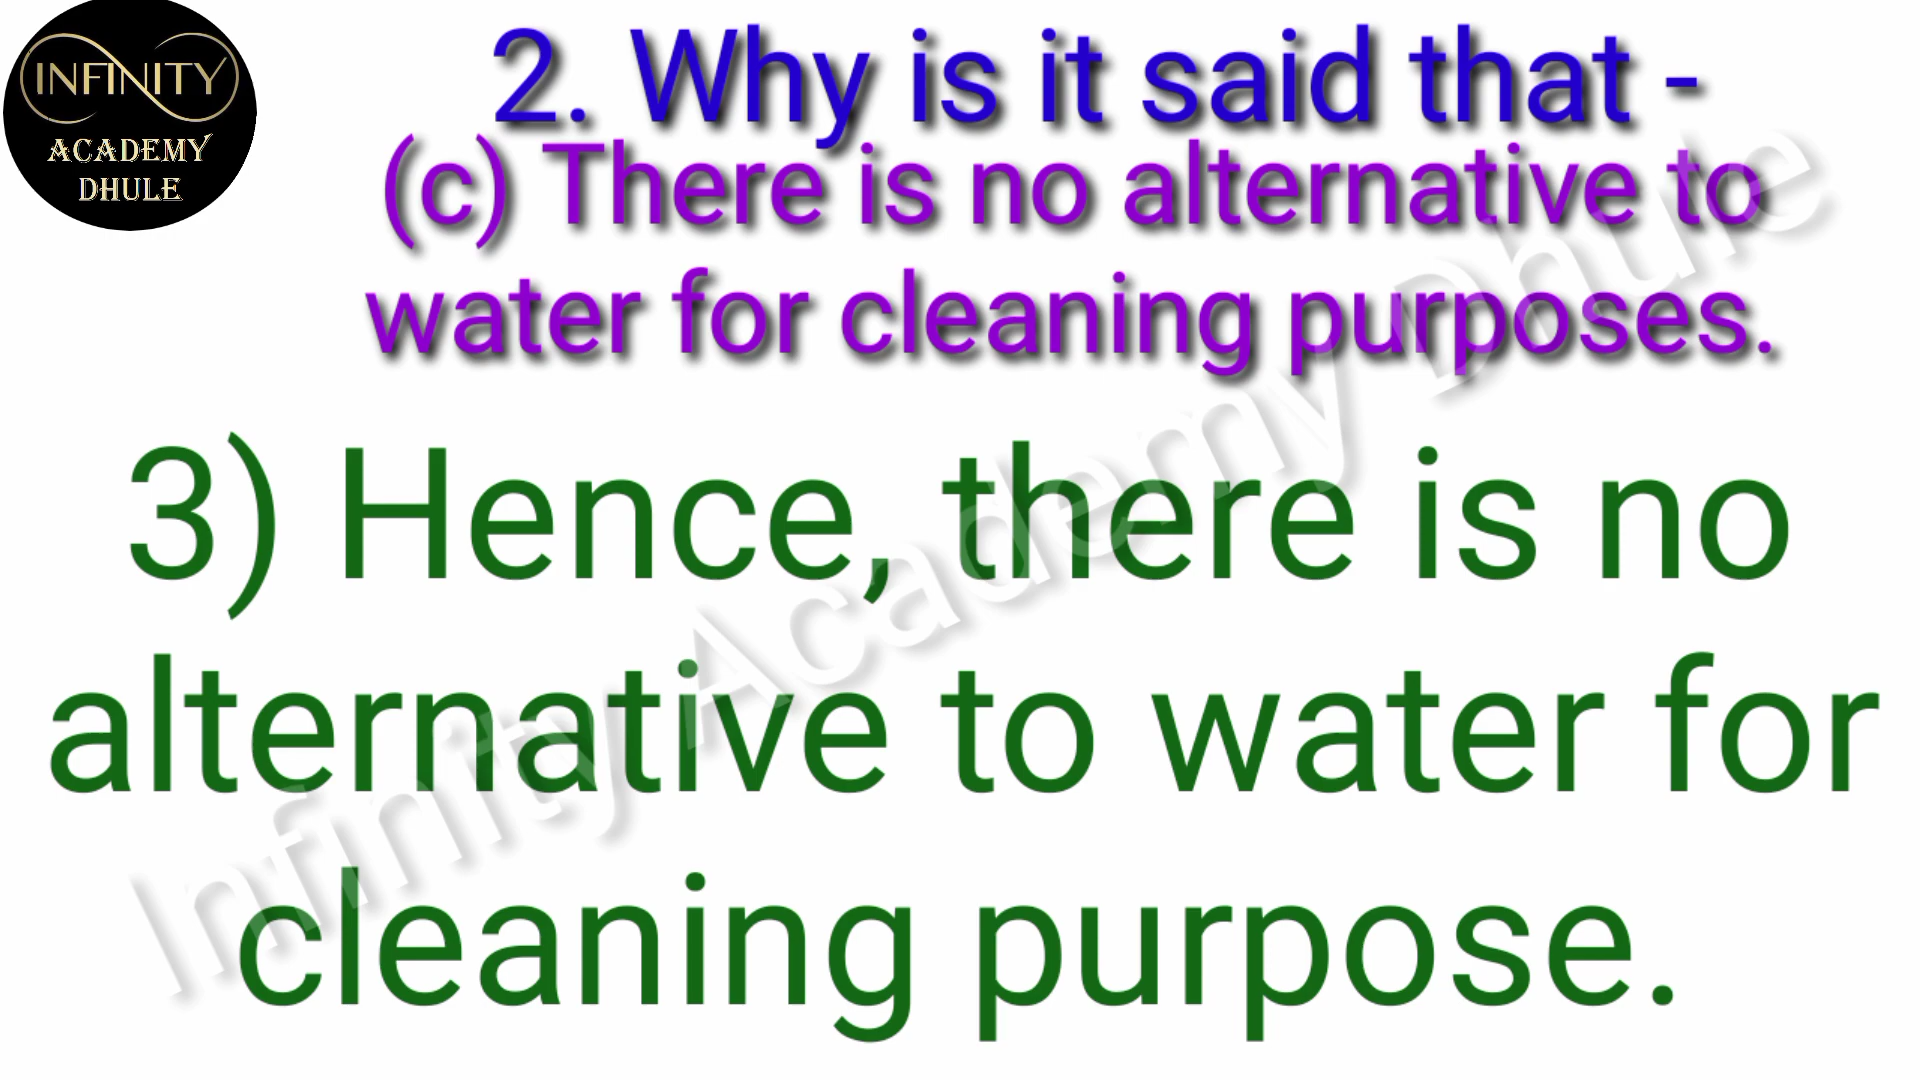 INFINITY
ACADEMY
DHULE
2. Why is it said that -
(c) There is no alternative to
water for cleaning purposes.
3) Hence, there is no
alternative to water for
cleaning purpose.
Infinity Academy Dhule